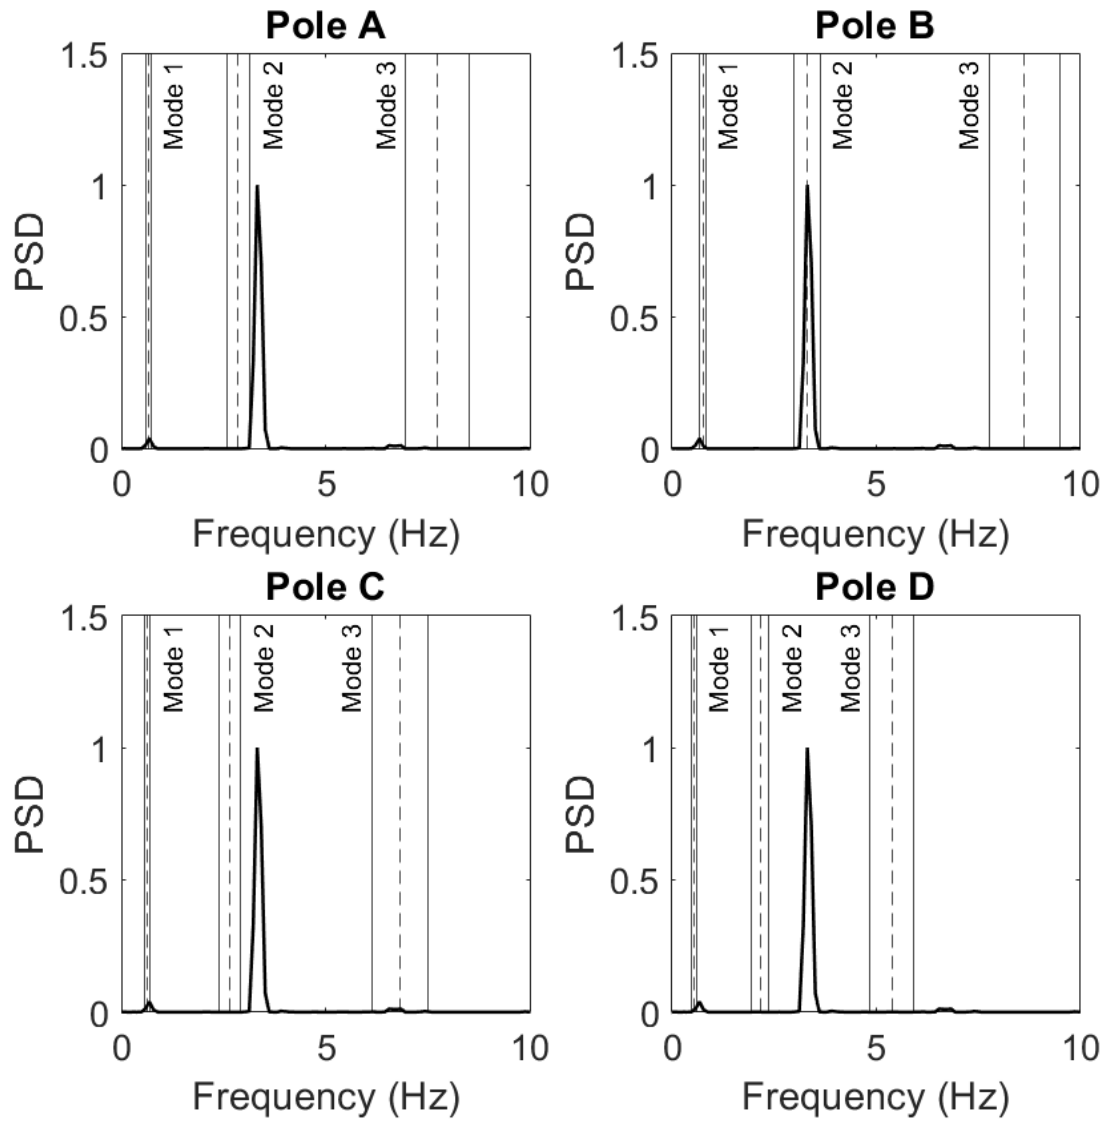 Pole A
1.5
1
0.5
0
PSD
Mode 1
Mode 2
Mode 3
0 5 10
Frequency (Hz)
Pole B
1.5
1
0.5
0
PSD
Mode 1
Mode 2
Mode 3
0 5 10
Frequency (Hz)
Pole C
1.5
1
0.5
0
PSD
Mode 1
Mode 2
Mode 3
0 5 10
Frequency (Hz)
Pole D
1.5
1
0.5
0
PSD
Mode 1
Mode 2
Mode 3
0 5 10
Frequency (Hz)